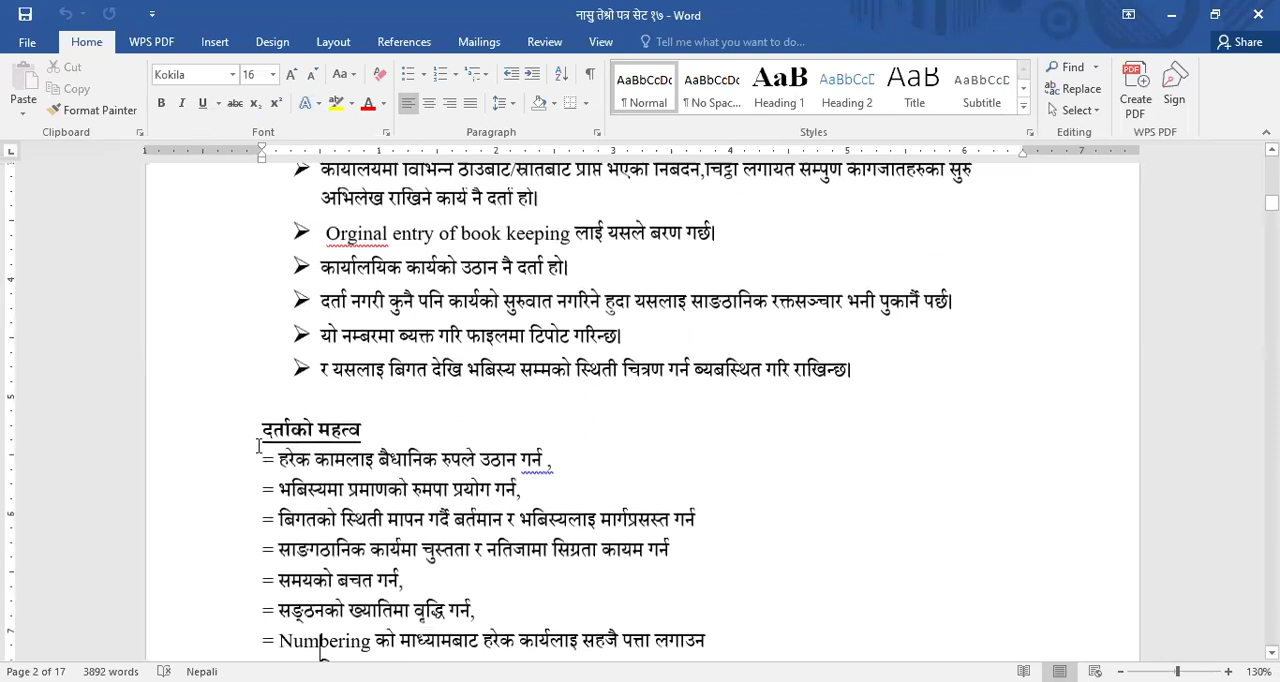 नासु तेश्रो पत्र सेट १७ - Word
File Home WPS PDF Insert Design Layout References Mailings Review View Tell me what you want to do... Share
Cut
Copy
Paste
Format Painter
Kokila 16
Clipboard Font Paragraph Styles Editing WPS PDF
AaBbCcDc AaBbCcDc AaB AaBbCcD AaB AaBbCcDc
¶ Normal ¶ No Spac... Heading 1 Heading 2 Title Subtitle
Find
Replace
Select
Create PDF
Sign
कार्यालयमा विभिन्न ठाउबाट/स्रोतबाट प्राप्त भएका निबेदन,चिट्ठी लगायत सम्पुर्ण कागजातहरुको सुरु
अभिलेख राखिने कार्य नै दर्ता हो।
Orginal entry of book keeping लाई यसले बरण गर्छ।
कार्यालयिक कार्यको उठान नै दर्ता हो।
दर्ता नगरी कुनै पनि कार्यको सुरुवात नगरिने हुदा यसलाइ साङठानिक रक्तसञ्चार भनी पुकार्नै पर्छ।
यो नम्बरमा ब्यक्त गरि फाइलमा टिपोट गरिन्छ।
र यसलाइ बिगत देखि भबिस्य सम्मको स्थिती चित्रण गर्न ब्यबस्थित गरि राखिन्छ।
दर्ताको महत्व
= हरेक कामलाइ बैधानिक रुपले उठान गर्न ,
= भबिस्यमा प्रमाणको रुमपा प्रयोग गर्न,
= बिगतको स्थिती मापन गर्दै बर्तमान र भबिस्यलाइ मार्गप्रसस्त गर्न
= साङगठानिक कार्यमा चुस्तता र नतिजामा सिग्रता कायम गर्न
= समयको बचत गर्न,
= सङ्ठनको ख्यातिमा वृद्धि गर्न,
= Numbering को माध्यामबाट हरेक कार्यलाइ सहजै पत्ता लगाउन
Page 2 of 17 3892 words Nepali 130%